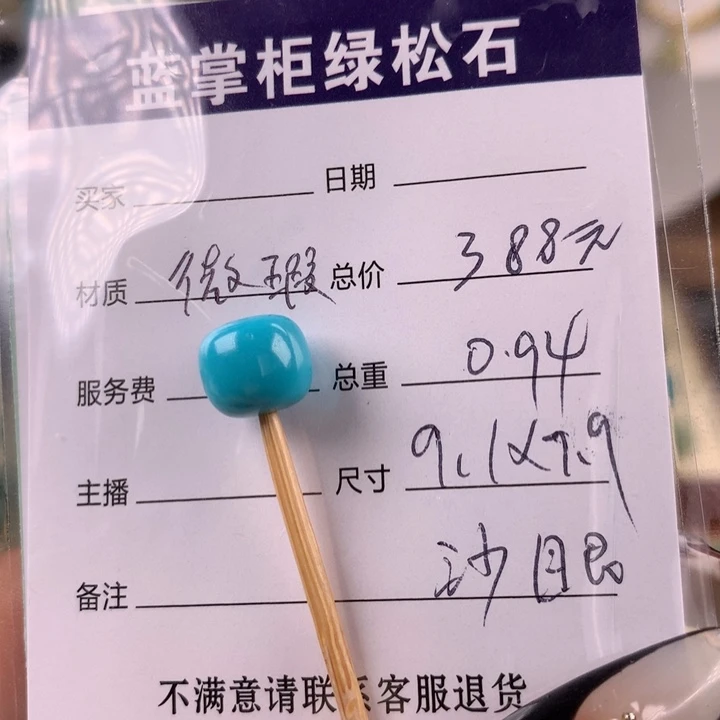 蓝掌柜绿松石
买家 日期
材质 微瑕 总价 388元
服务费 总重 0.94
主播 尺寸 9.1×7.9
备注 沙眼
不满意请联系客服退货